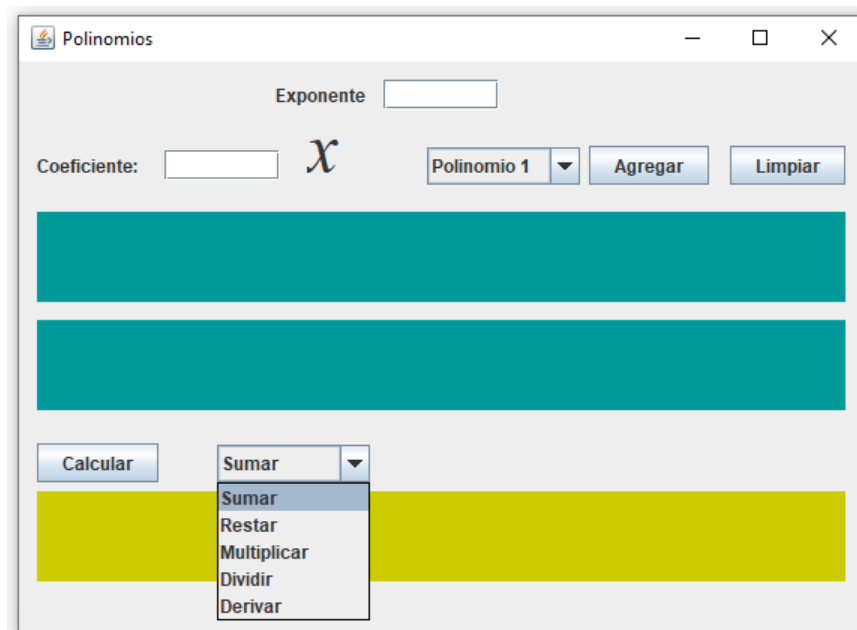 Polinomios
Exponente
Coeficiente: x Polinomio 1 Agregar Limpiar
Calcular Sumar
Sumar
Restar
Multiplicar
Dividir
Derivar